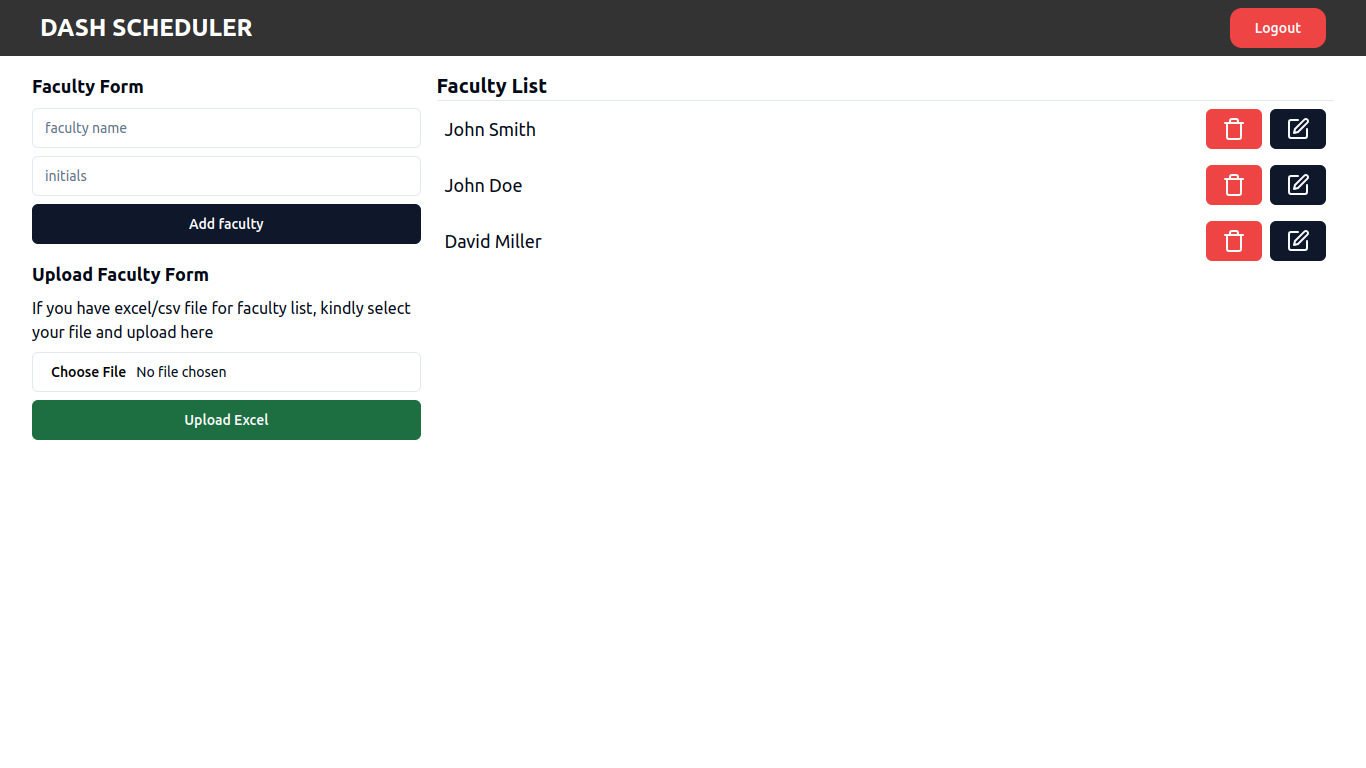 DASH SCHEDULER
Logout
Faculty Form
faculty name
initials
Add faculty
Upload Faculty Form
If you have excel/csv file for faculty list, kindly select
your file and upload here
Choose File No file chosen
Upload Excel
Faculty List
John Smith
John Doe
David Miller